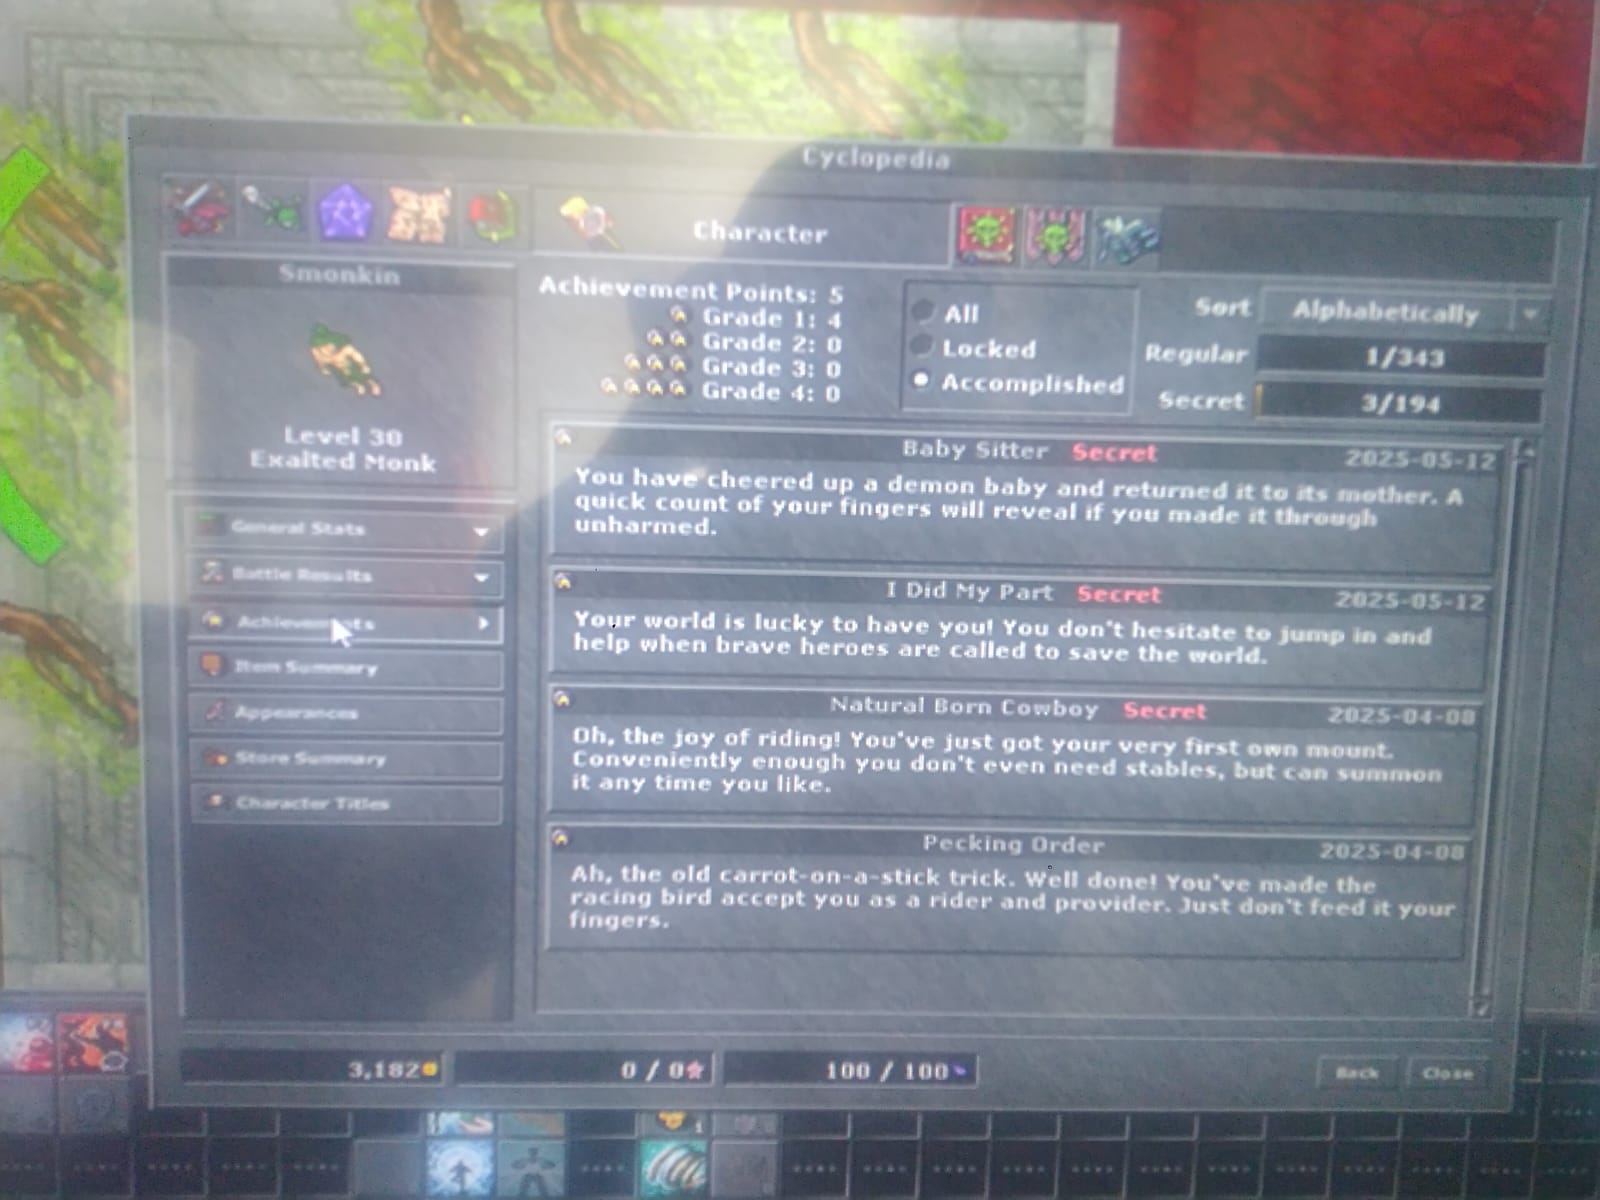 Cyclopedia
Character
Smonkin
Level 30
Exalted Monk
General Stats
Battle Results
Achievements
Item Summary
Appearances
Store Summary
Character Titles
Achievement Points: 5
Grade 1: 4
Grade 2: 0
Grade 3: 0
Grade 4: 0
All
Locked
Accomplished
Sort Alphabetically
Regular 1/343
Secret 3/194
Baby Sitter Secret 2025-05-12
You have cheered up a demon baby and returned it to its mother. A
quick count of your fingers will reveal if you made it through
unharmed.
I Did My Part Secret 2025-05-12
Your world is lucky to have you! You don't hesitate to jump in and
help when brave heroes are called to save the world.
Natural Born Cowboy Secret 2025-04-08
Oh, the joy of riding! You've just got your very first own mount.
Conveniently enough you don't even need stables, but can summon
it any time you like.
Pecking Order 2025-04-08
Ah, the old carrot-on-a-stick trick. Well done! You've made the
racing bird accept you as a rider and provider. Just don't feed it your
fingers.
3,182
0 / 0
100 / 100
Back
Close
1